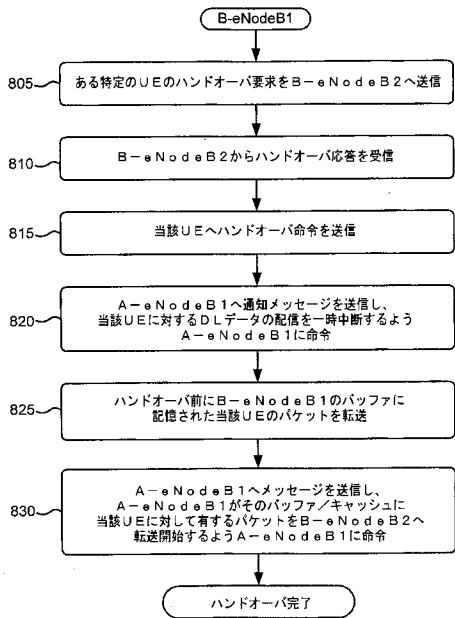 B-eNodeB1
805
ある特定のUEのハンドオーバ要求をB－eNodeB2へ送信
810
B－eNodeB2からハンドオーバ応答を受信
815
当該UEへハンドオーバ命令を送信
820
A－eNodeB1へ通知メッセージを送信し、
当該UEに対するDLデータの配信を一時中断するよう
A－eNodeB1に命令
825
ハンドオーバ前にB－eNodeB1のバッファに
記憶された当該UEのパケットを転送
830
A－eNodeB1へメッセージを送信し、
A－eNodeB1がそのバッファ/キャッシュに
当該UEに対して有するパケットをB－eNodeB2へ
転送開始するようA－eNodeB1に命令
ハンドオーバ完了